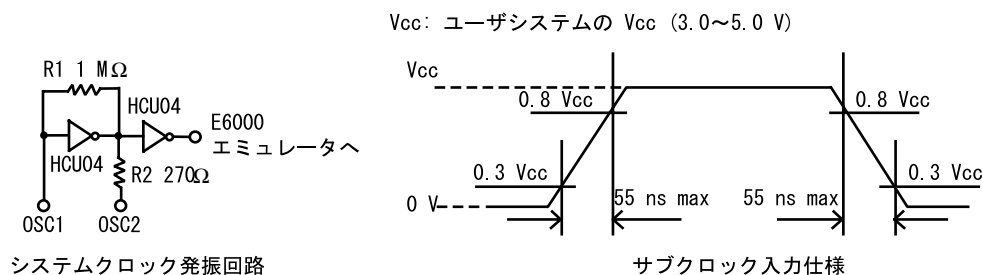 Vcc: ユーザシステムの Vcc (3.0〜5.0 V)
R1 1 MΩ
HCU04
HCU04
E6000
エミュレータへ
R2 270Ω
OSC1
OSC2
システムクロック発振回路
Vcc
0.8 Vcc
0.8 Vcc
0.3 Vcc
0.3 Vcc
0 V
55 ns max
55 ns max
サブクロック入力仕様